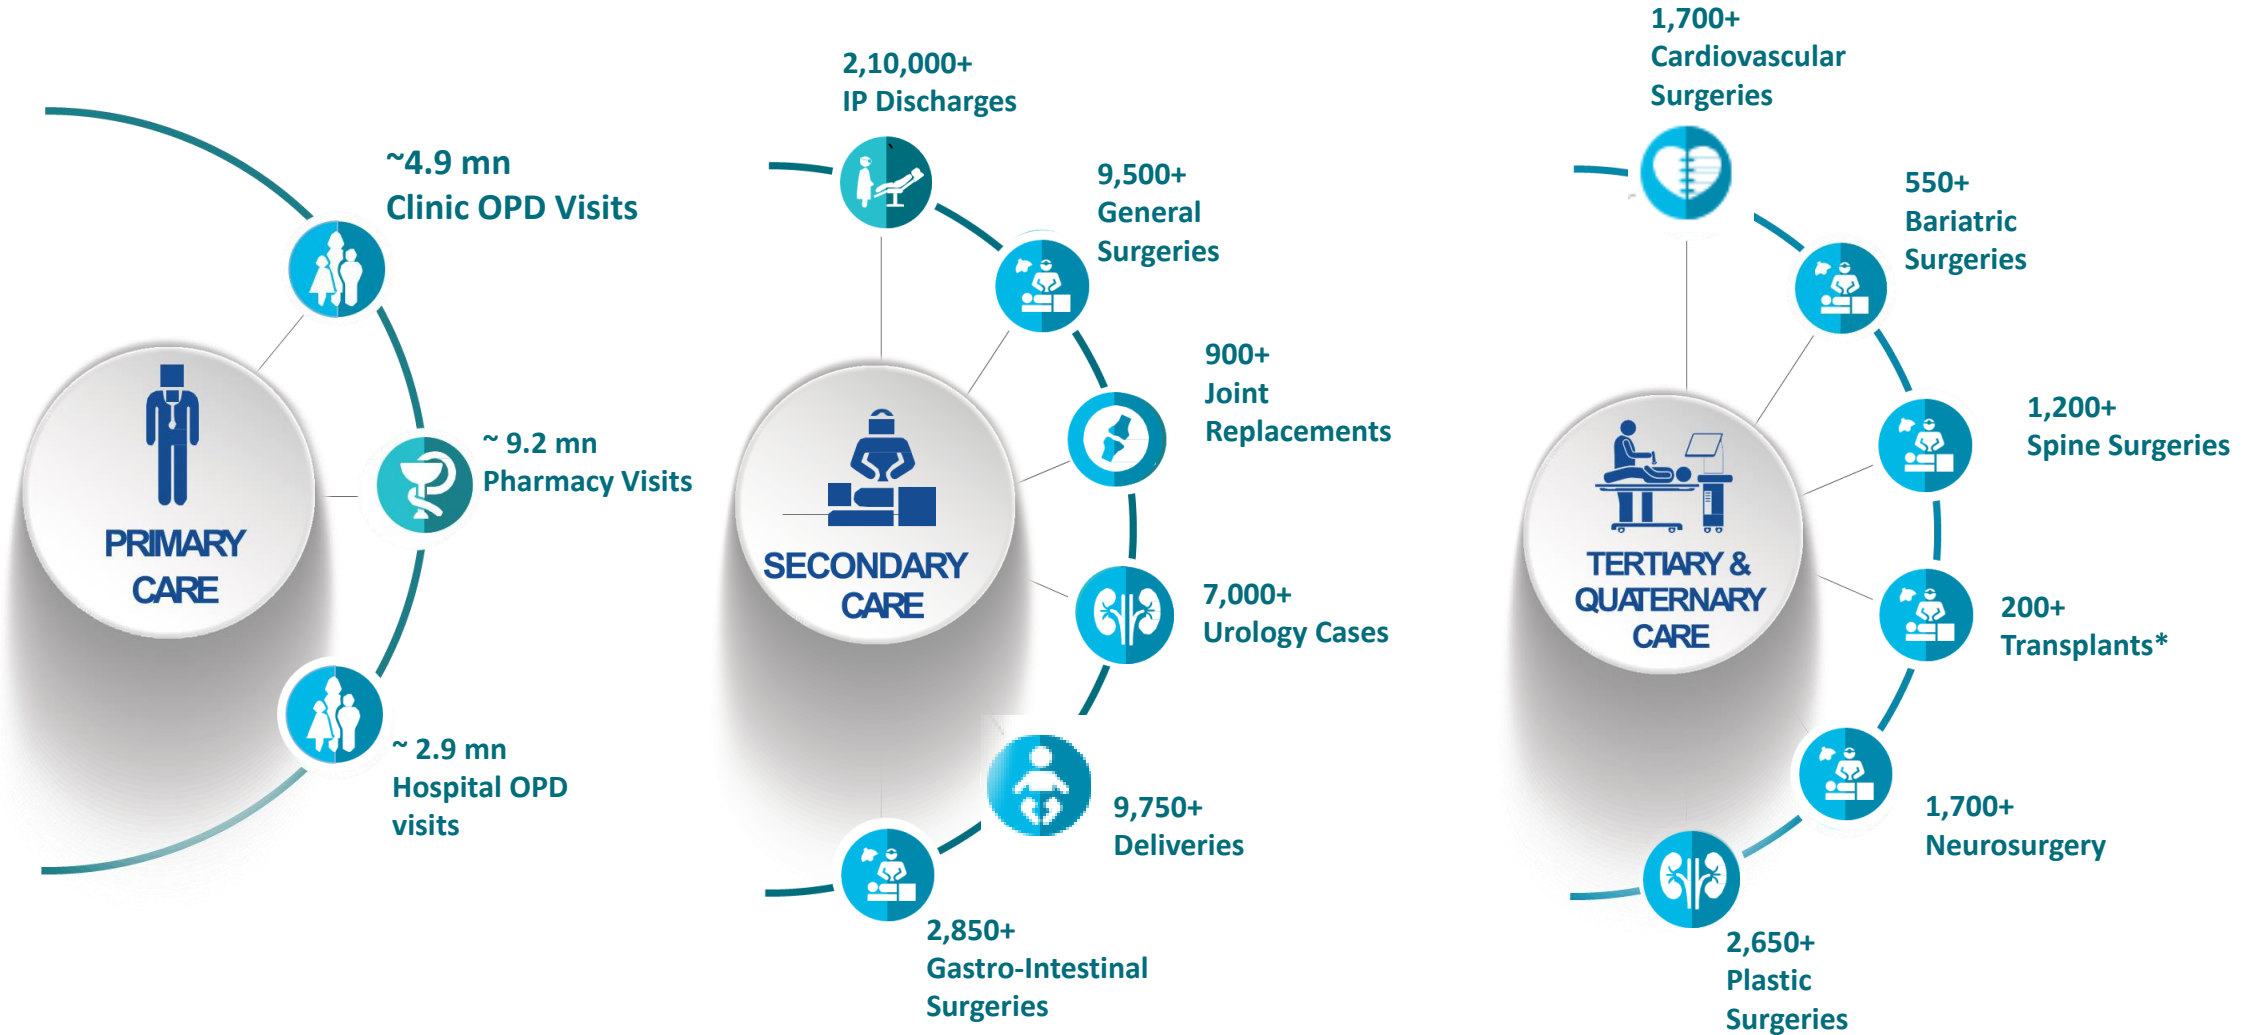 ~4.9 mn
Clinic OPD Visits
~ 9.2 mn
Pharmacy Visits
PRIMARY
CARE
~ 2.9 mn
Hospital OPD
visits
2,10,000+
IP Discharges
9,500+
General
Surgeries
900+
Joint
Replacements
SECONDARY
CARE
7,000+
Urology Cases
9,750+
Deliveries
2,850+
Gastro-Intestinal
Surgeries
1,700+
Cardiovascular
Surgeries
550+
Bariatric
Surgeries
1,200+
Spine Surgeries
TERTIARY &
QUATERNARY
CARE
200+
Transplants*
1,700+
Neurosurgery
2,650+
Plastic
Surgeries